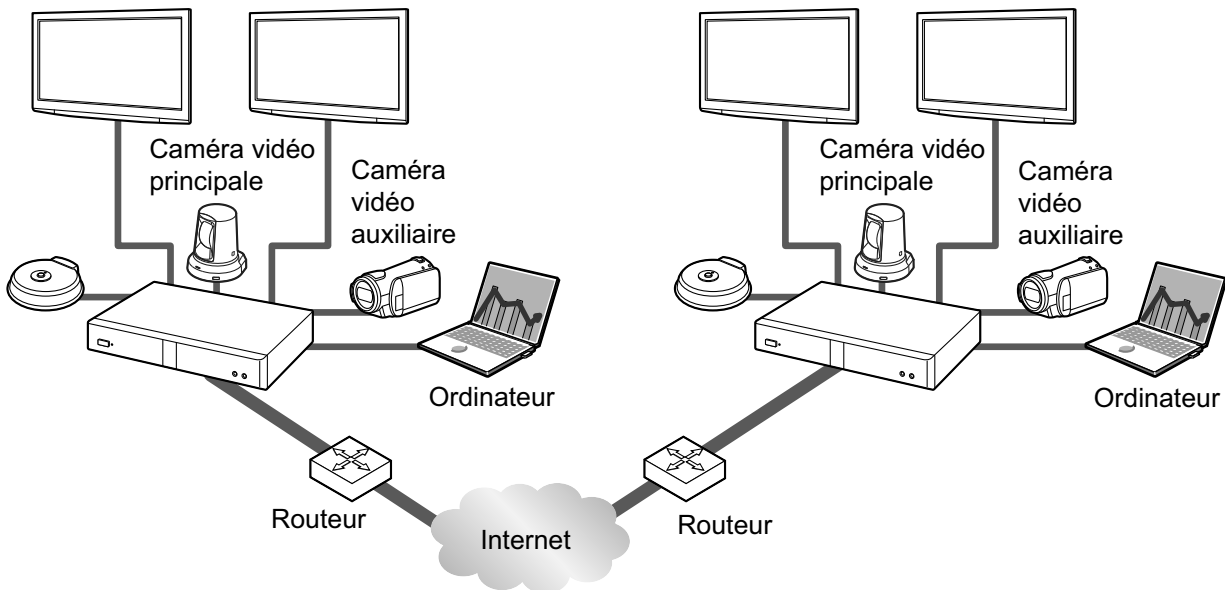 Caméra vidéo
principale
Caméra
vidéo
auxiliaire
Ordinateur
Routeur
Internet
Caméra vidéo
principale
Caméra
vidéo
auxiliaire
Ordinateur
Routeur